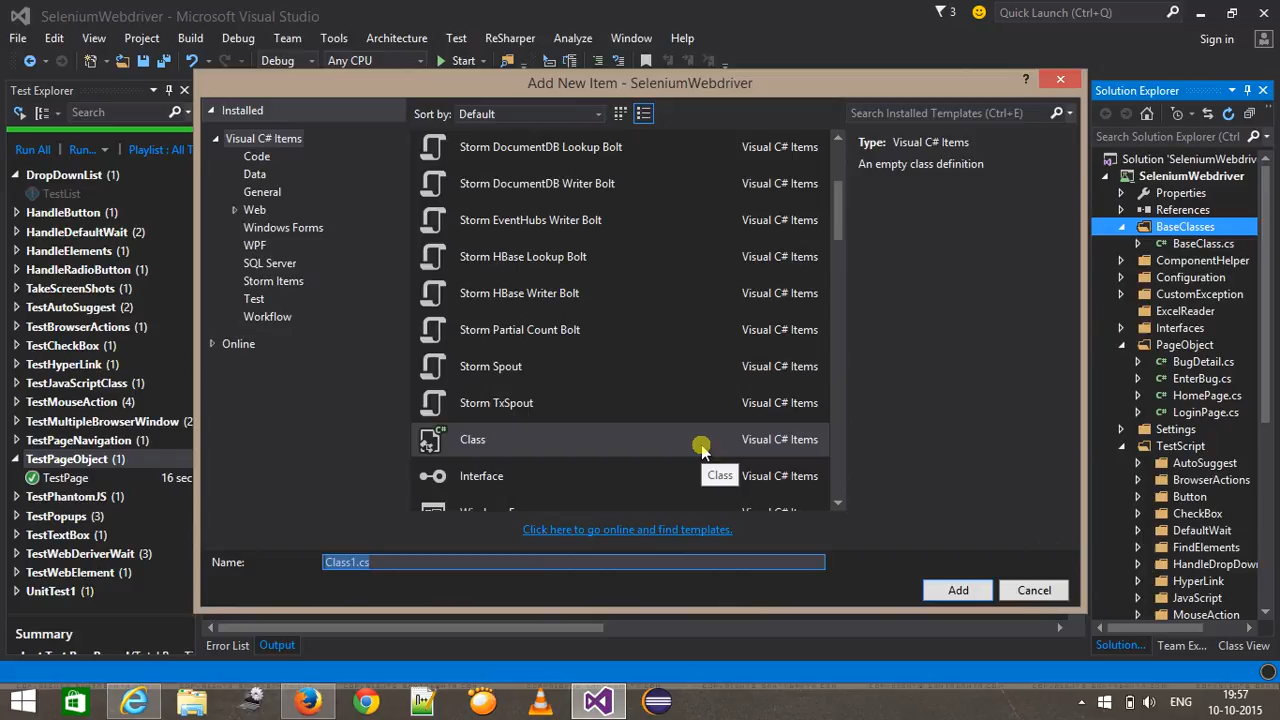 SeleniumWebdriver - Microsoft Visual Studio
3
Quick Launch (Ctrl+Q)
File Edit View Project Build Debug Team Tools Architecture Test ReSharper Analyze Window Help
Sign in
Debug
Any CPU
Start
Test Explorer
Search
Run All | Run... | Playlist : All T
DropDownList (1)
TestList
HandleButton (1)
HandleDefaultWait (2)
HandleElements (1)
HandleRadioButton (1)
TakeScreenShots (1)
TestAutoSuggest (2)
TestBrowserActions (1)
TestCheckBox (1)
TestHyperLink (1)
TestJavaScriptClass (1)
TestMouseAction (4)
TestMultipleBrowserWindow (2
TestPageNavigation (1)
TestPageObject (1)
TestPage 16 sec
TestPhantomJS (1)
TestPopups (3)
TestTextBox (1)
TestWebDeriverWait (3)
TestWebElement (1)
UnitTest1 (1)
Summary
Add New Item - SeleniumWebdriver
?
Installed
Visual C# Items
Code
Data
General
Web
Windows Forms
WPF
SQL Server
Storm Items
Test
Workflow
Online
Sort by: Default
Storm DocumentDB Lookup Bolt Visual C# Items
Storm DocumentDB Writer Bolt Visual C# Items
Storm EventHubs Writer Bolt Visual C# Items
Storm HBase Lookup Bolt Visual C# Items
Storm HBase Writer Bolt Visual C# Items
Storm Partial Count Bolt Visual C# Items
Storm Spout Visual C# Items
Storm TxSpout Visual C# Items
Class Visual C# Items
Class
Interface Visual C# Items
Click here to go online and find templates.
Search Installed Templates (Ctrl+E)
Type: Visual C# Items
An empty class definition
Name: Class1.cs
Add
Cancel
Error List Output
Solution Explorer
Search Solution Explorer (Ctrl
Solution 'SeleniumWebdriv
SeleniumWebdriver
Properties
References
BaseClasses
BaseClass.cs
ComponentHelper
Configuration
CustomException
ExcelReader
Interfaces
PageObject
BugDetail.cs
EnterBug.cs
HomePage.cs
LoginPage.cs
Settings
TestScript
AutoSuggest
BrowserActions
Button
CheckBox
DefaultWait
FindElements
HandleDropDown
HyperLink
JavaScript
MouseAction
Solution... Team Ex... Class View
ENG
19:57
10-10-2015